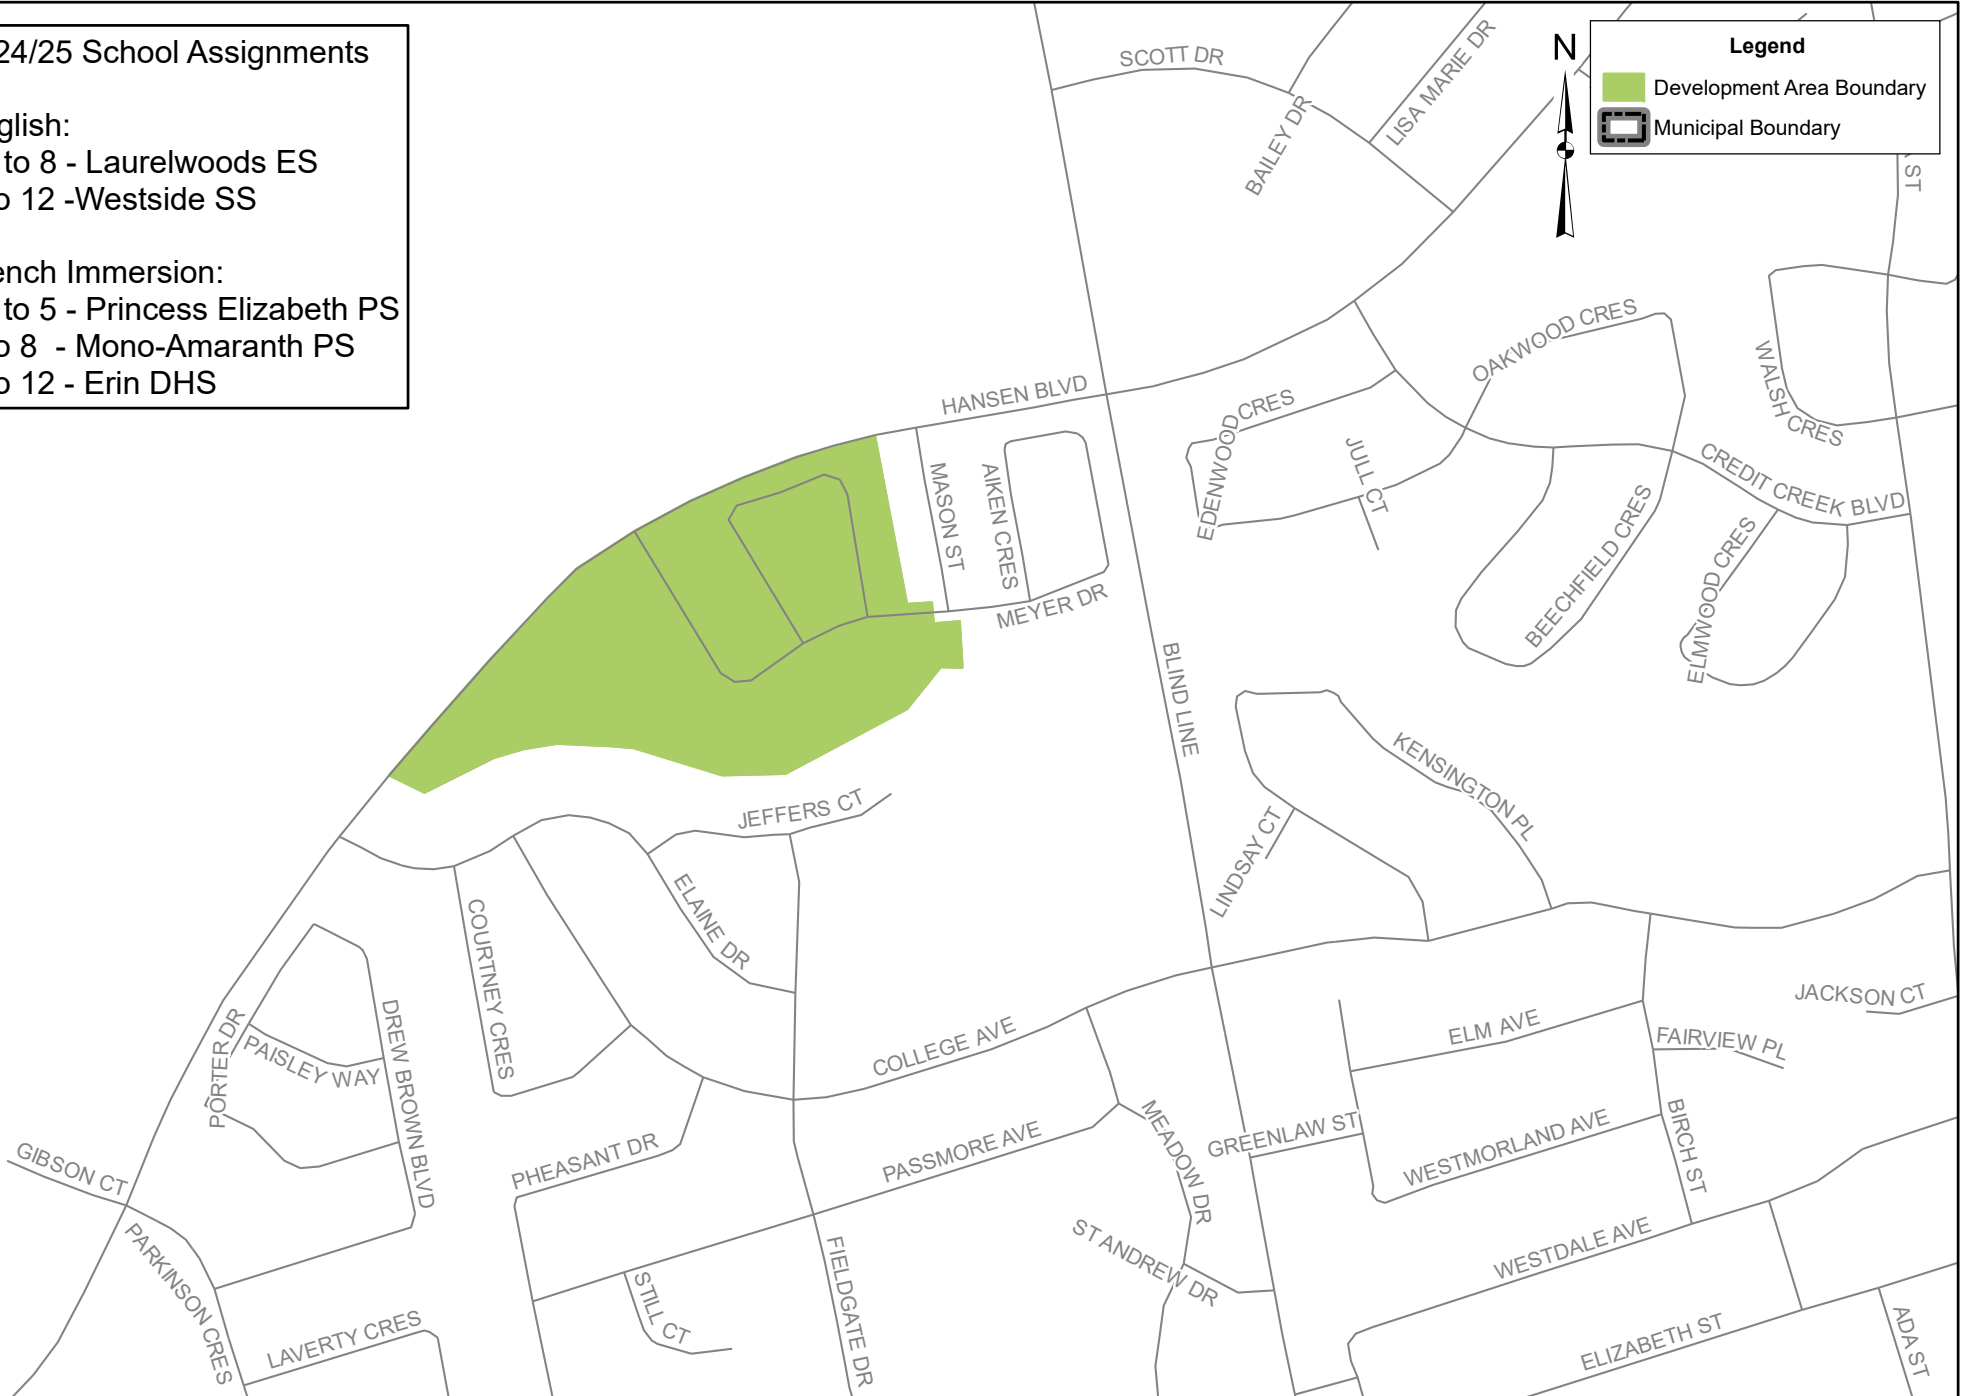 24/25 School Assignments
glish:
to 8 - Laurelwoods ES
o 12 -Westside SS
ench Immersion:
to 5 - Princess Elizabeth PS
o 8 - Mono-Amaranth PS
o 12 - Erin DHS
N
Legend
Development Area Boundary
Municipal Boundary
SCOTT DR
BAILEY DR
LISA MARIE DR
ST
HANSEN BLVD
MASON ST
AIKEN CRES
MEYER DR
EDENWOOD CRES
JULL CT
OAKWOOD CRES
WALSH CRES
CREDIT CREEK BLVD
BEECHFIELD CRES
ELMWOOD CRES
BLIND LINE
KENSINGTON PL
LINDSAY CT
JEFFERS CT
ELAINE DR
COURTNEY CRES
DREW BROWN BLVD
PORTER DR
PAISLEY WAY
COLLEGE AVE
ELM AVE
JACKSON CT
FAIRVIEW PL
GIBSON CT
PHEASANT DR
PASSMORE AVE
MEADOW DR
GREENLAW ST
WESTMORLAND AVE
BIRCH ST
PARKINSON CRES
ST ANDREW DR
WESTDALE AVE
LAVERTY CRES
STILL CT
FIELDGATE DR
ELIZABETH ST
ADA ST